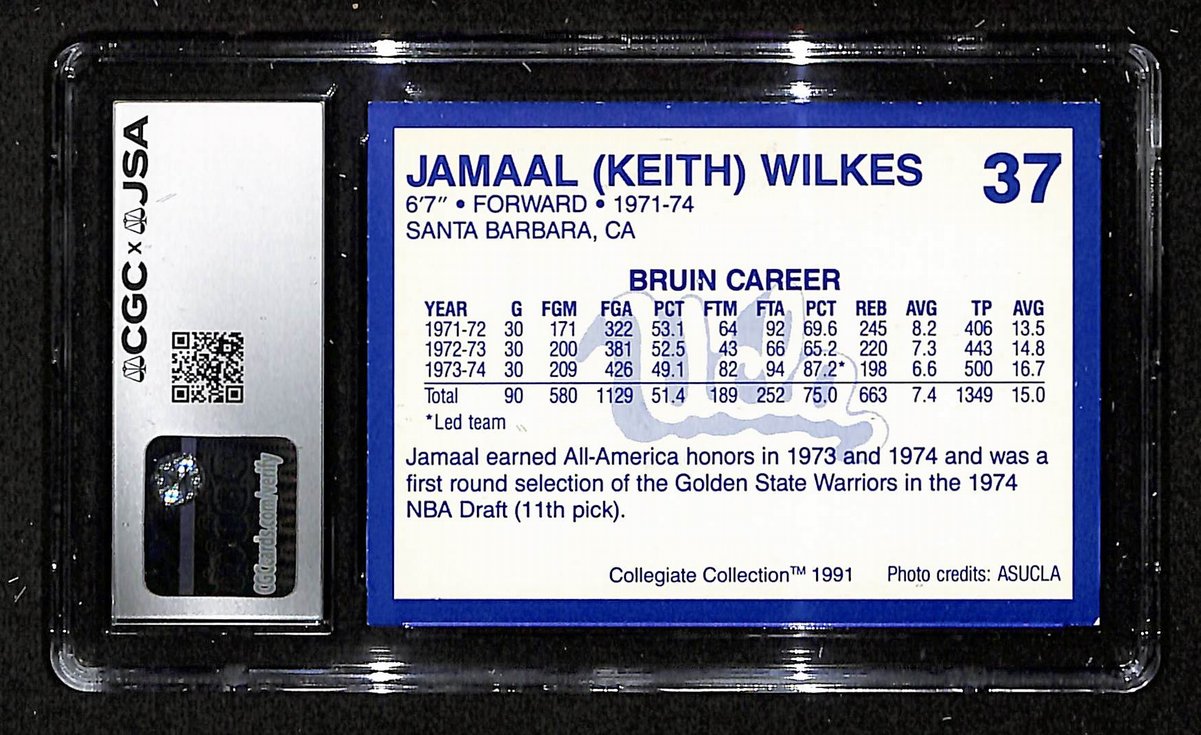 CGC x JSA
CGCcards.com/verify
JAMAAL (KEITH) WILKES 37
6'7" • FORWARD • 1971-74
SANTA BARBARA, CA
BRUIN CAREER
YEAR G FGM FGA PCT FTM FTA PCT REB AVG TP AVG
1971-72 30 171 322 53.1 64 92 69.6 245 8.2 406 13.5
1972-73 30 200 381 52.5 43 66 65.2 220 7.3 443 14.8
1973-74 30 209 426 49.1 82 94 87.2* 198 6.6 500 16.7
Total 90 580 1129 51.4 189 252 75.0 663 7.4 1349 15.0
*Led team
Ucla
Jamaal earned All-America honors in 1973 and 1974 and was a
first round selection of the Golden State Warriors in the 1974
NBA Draft (11th pick).
Collegiate Collection™ 1991 Photo credits: ASUCLA